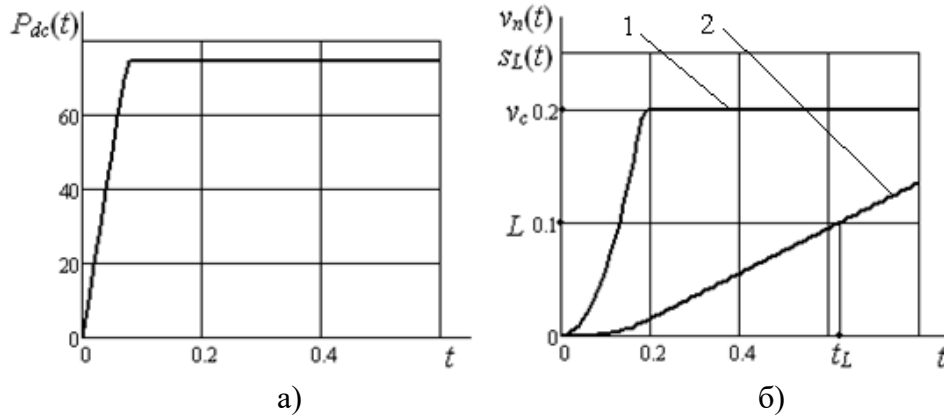 P_dc(t)
60
40
20
0
0 0.2 0.4 t
а)
v_n(t)
s_L(t)
1 2
v_c 0.2
L 0.1
0
0 0.2 0.4 t_L t
б)